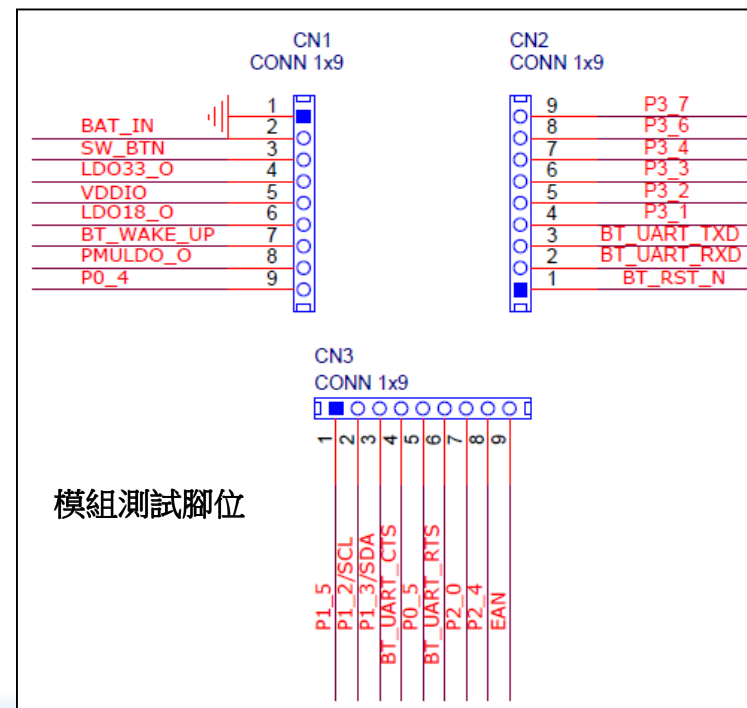 CN1
CONN 1x9
1
BAT_IN 2
SW_BTN 3
LDO33_O 4
VDDIO 5
LDO18_O 6
BT_WAKE_UP 7
PMULDO_O 8
P0_4 9
CN2
CONN 1x9
9 P3_7
8 P3_6
7 P3_4
6 P3_3
5 P3_2
4 P3_1
3 BT_UART_TXD
2 BT_UART_RXD
1 BT_RST_N
CN3
CONN 1x9
1 P1_5
2 P1_2/SCL
3 P1_3/SDA
4 BT_UART_CTS
5 P0_5
6 BT_UART_RTS
7 P2_0
8 P2_4
9 EAN
模組測試腳位